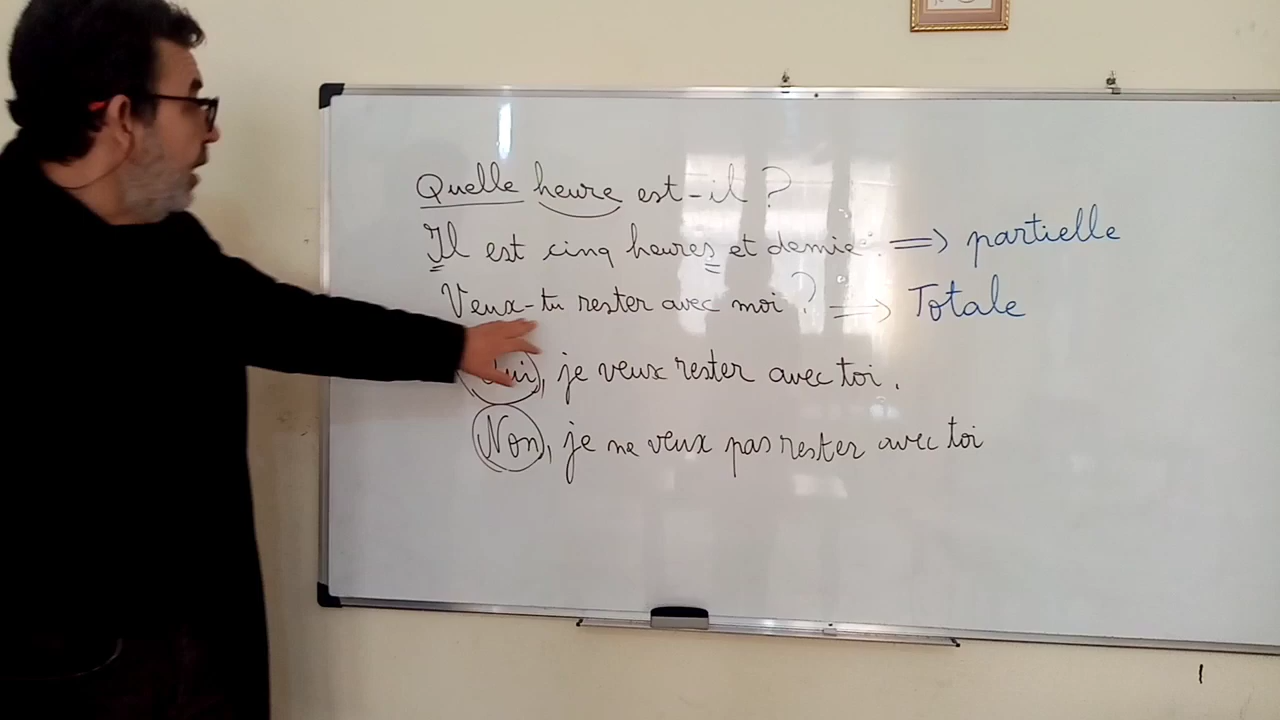 Quelle heure est-il ?
Il est cinq heures et demie. => partielle
Veux-tu rester avec moi ? => Totale
Oui, je veux rester avec toi.
Non, je ne veux pas rester avec toi